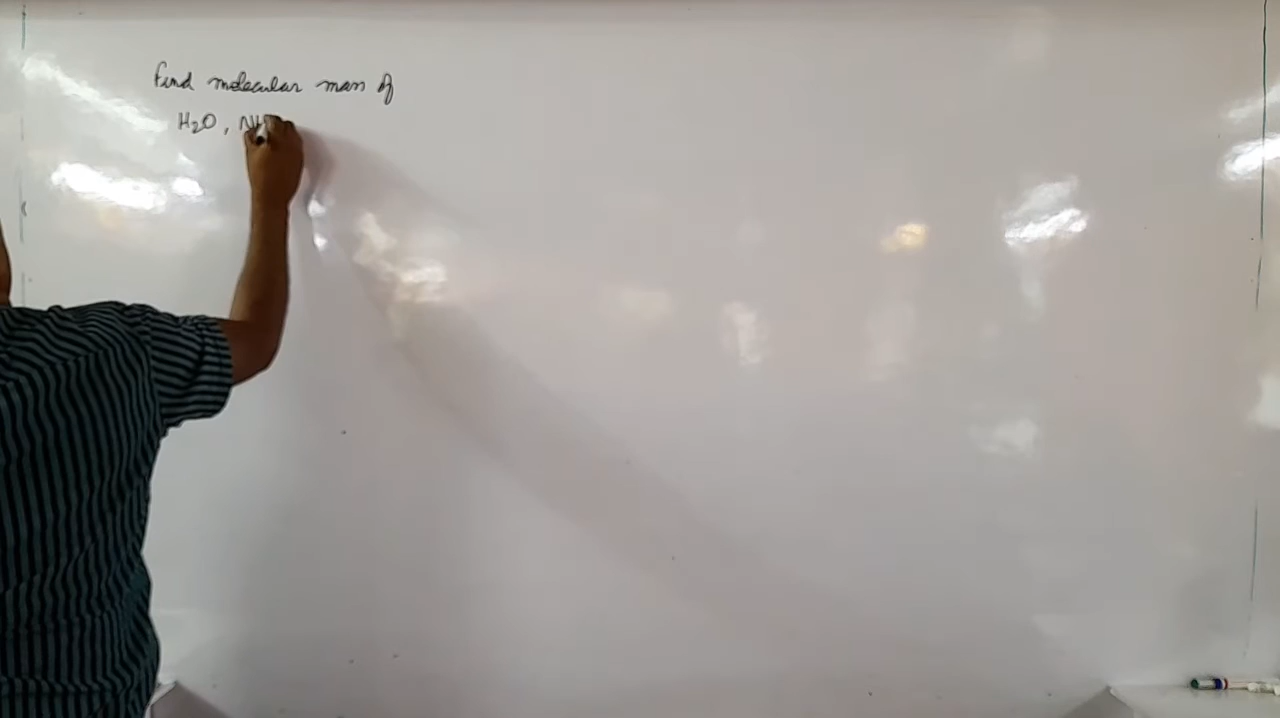 Find molecular mass of
H₂O, NH